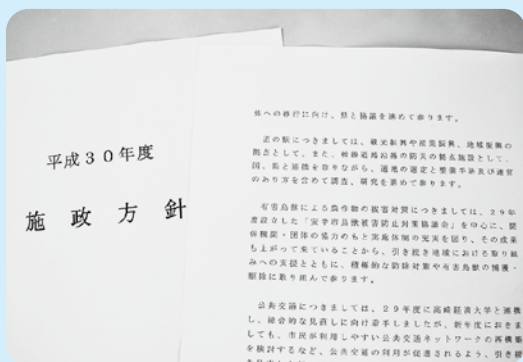 平成30年度
施政方針
体への移行に向け、県と協議を進めて参ります。
道の駅につきましては、観光振興や産業振興、地域振興の
拠点として、また、幹線道路沿線の防災の拠点施設として、
国、県と連携を取りながら、適地の選定と整備手法及び運営
のあり方を含めて調査、研究を進めて参ります。
有害鳥獣による農作物の被害対策につきましては、29年
度設立した「安中市鳥獣被害防止対策協議会」を中心に、関
係機関・団体の協力のもと実施体制の充実を図り、その成果
も上がって来ていることから、引き続き地域における取り組
みへの支援とともに、積極的な防除対策や有害鳥獣の捕獲・
駆除に取り組んで参ります。
公共交通につきましては、29年度に高崎経済大学と連携
し、総合的な見直しに向け着手しましたが、新年度におきま
しても、市民が利用しやすい公共交通ネットワークの再構築
を検討するなど、公共交通の利用が促進されるよう、引き続